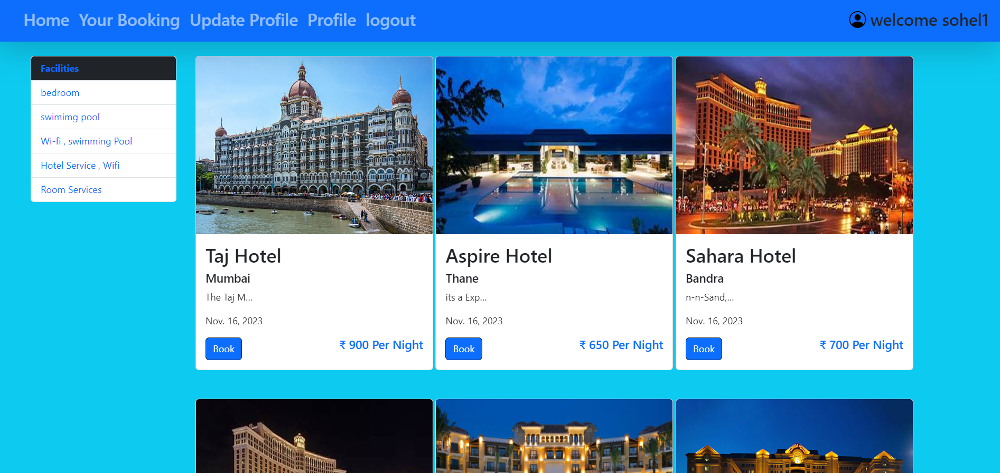 Home Your Booking Update Profile Profile logout
welcome sohel1
Facilities
bedroom
swimimg pool
Wi-fi , swimming Pool
Hotel Service , Wifi
Room Services
Taj Hotel
Mumbai
The Taj M...
Nov. 16, 2023
Book
₹ 900 Per Night
Aspire Hotel
Thane
its a Exp...
Nov. 16, 2023
Book
₹ 650 Per Night
Sahara Hotel
Bandra
n-n-Sand,...
Nov. 16, 2023
Book
₹ 700 Per Night
FLORIDA HOTEL